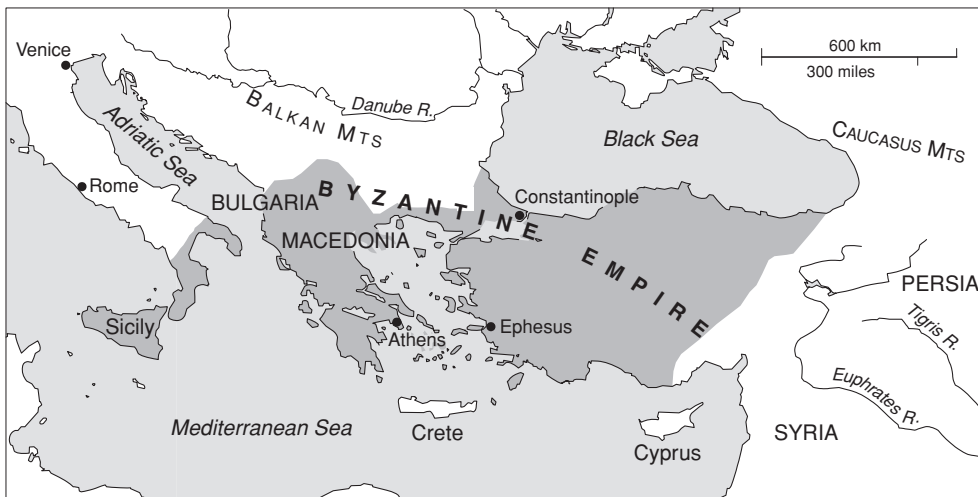 Venice
600 km
300 miles
Danube R.
BALKAN MTS
Adriatic Sea
Black Sea
CAUCASUS MTS
Rome
BULGARIA
BYZANTINE EMPIRE
Constantinople
MACEDONIA
PERSIA
Sicily
Athens
Ephesus
Tigris R.
Euphrates R.
Mediterranean Sea
Crete
Cyprus
SYRIA